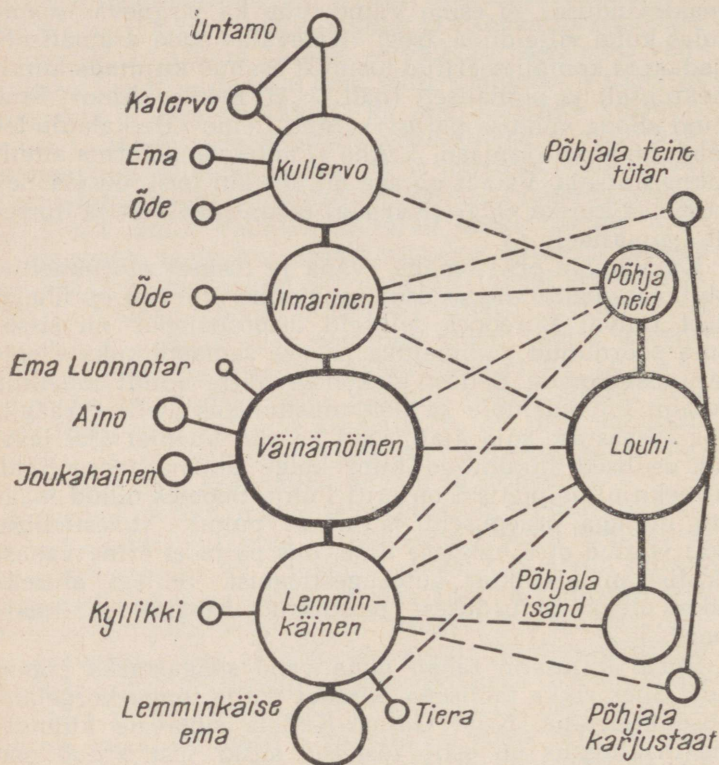 Untamo
Kalervo
Ema
Kullervo
Õde
Põhjala teine
tütar
Õde
Ilmarinen
Põhja
neid
Ema Luonnotar
Aino
Väinämöinen
Louhi
Joukahainen
Kyllikki
Lemmin-
käinen
Põhjala
isand
Lemminkäise
ema
Tiera
Põhjala
karjustaat